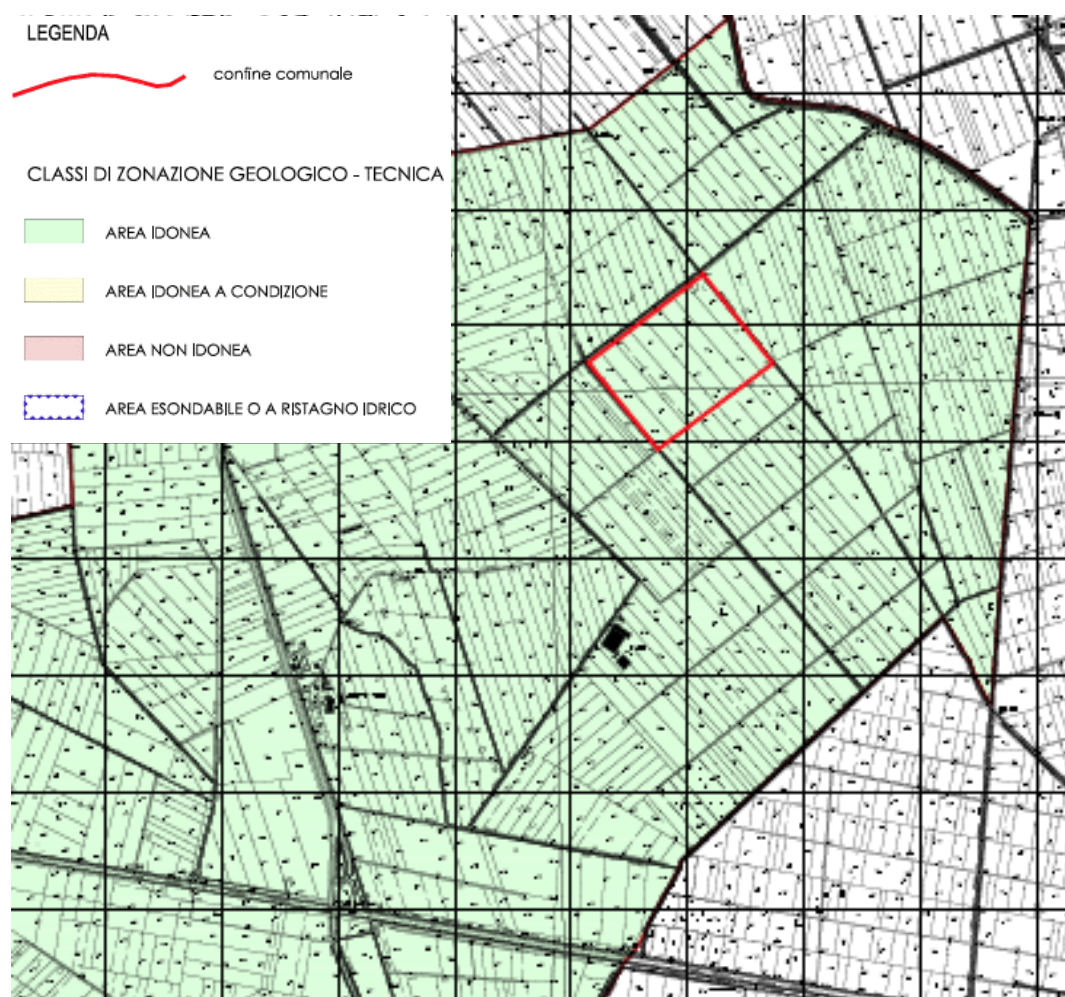 LEGENDA
confine comunale
CLASSI DI ZONAZIONE GEOLOGICO - TECNICA
AREA IDONEA
AREA IDONEA A CONDIZIONE
AREA NON IDONEA
AREA ESONDABILE O A RISTAGNO IDRICO